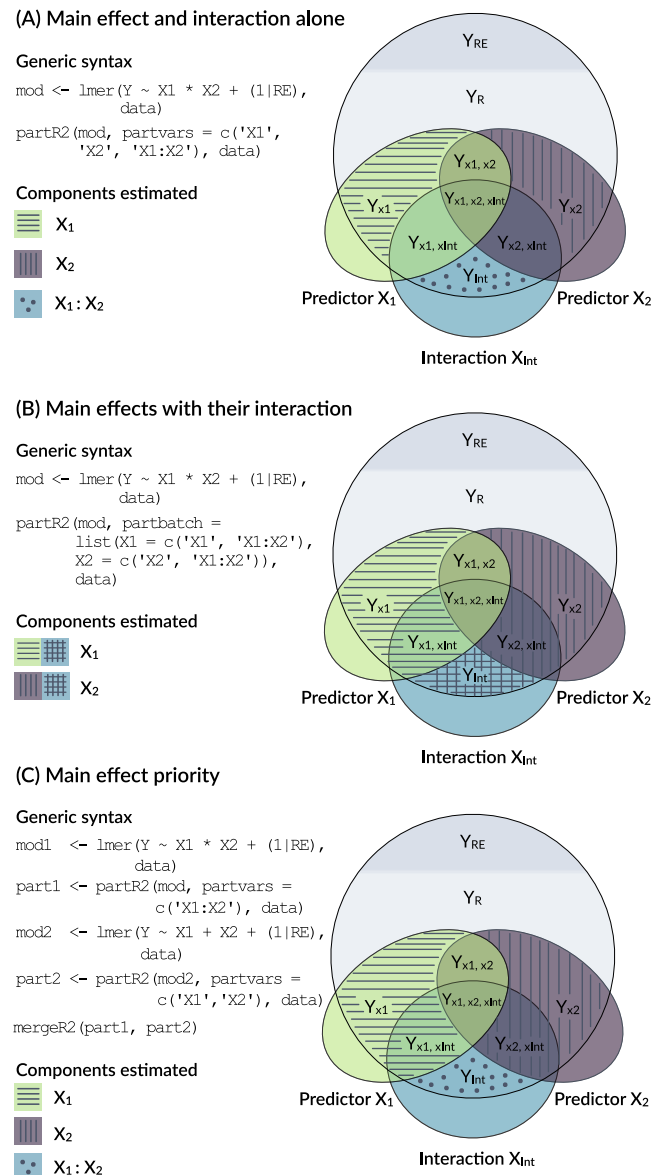 (A) Main effect and interaction alone
Generic syntax
mod <- lmer(Y ~ X1 * X2 + (1|RE),
data)
partR2(mod, partvars = c('X1',
'X2', 'X1:X2'), data)
Components estimated
X1
X2
X1 : X2
YRE
YR
Yx1, x2
Yx1
Yx1, x2, xInt
Yx2
Yx1, xInt
Yx2, xInt
YInt
Predictor X1
Predictor X2
Interaction XInt
(B) Main effects with their interaction
Generic syntax
mod <- lmer(Y ~ X1 * X2 + (1|RE),
data)
partR2(mod, partbatch =
list(X1 = c('X1', 'X1:X2'),
X2 = c('X2', 'X1:X2')),
data)
Components estimated
X1
X2
YRE
YR
Yx1, x2
Yx1
Yx1, x2, xInt
Yx2
Yx1, xInt
Yx2, xInt
YInt
Predictor X1
Predictor X2
Interaction XInt
(C) Main effect priority
Generic syntax
mod1 <- lmer(Y ~ X1 * X2 + (1|RE),
data)
part1 <- partR2(mod, partvars =
c('X1:X2'), data)
mod2 <- lmer(Y ~ X1 + X2 + (1|RE),
data)
part2 <- partR2(mod2, partvars =
c('X1','X2'), data)
mergeR2(part1, part2)
Components estimated
X1
X2
X1 : X2
YRE
YR
Yx1, x2
Yx1
Yx1, x2, xInt
Yx2
Yx1, xInt
Yx2, xInt
YInt
Predictor X1
Predictor X2
Interaction XInt